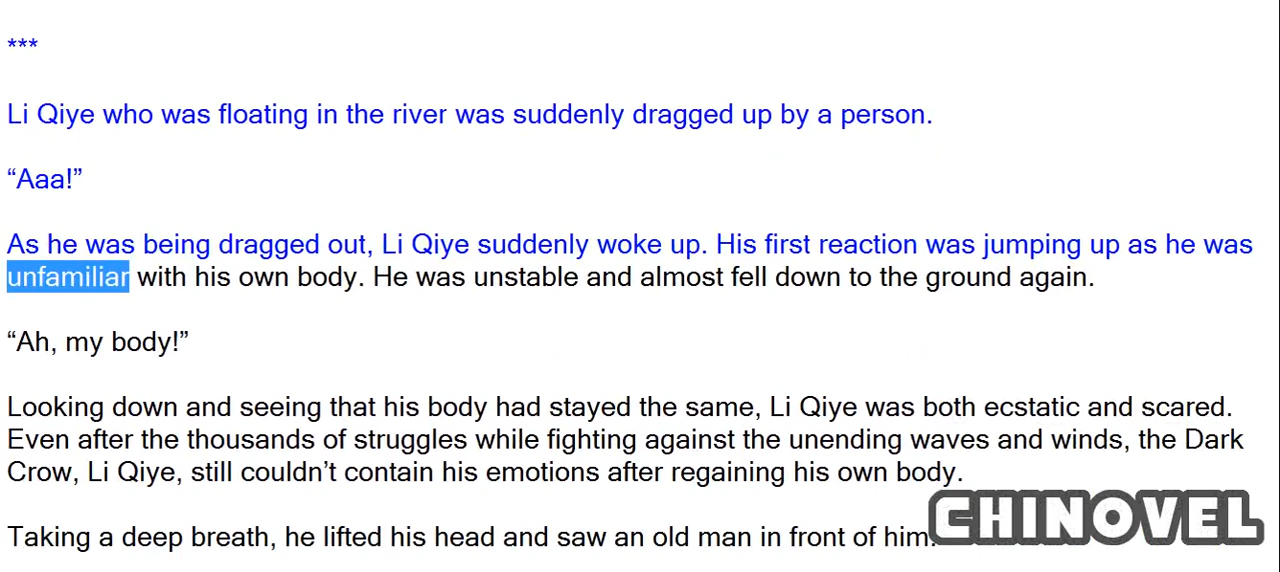 ***
Li Qiye who was floating in the river was suddenly dragged up by a person.
“Aaa!”
As he was being dragged out, Li Qiye suddenly woke up. His first reaction was jumping up as he was
unfamiliar with his own body. He was unstable and almost fell down to the ground again.
“Ah, my body!”
Looking down and seeing that his body had stayed the same, Li Qiye was both ecstatic and scared.
Even after the thousands of struggles while fighting against the unending waves and winds, the Dark
Crow, Li Qiye, still couldn’t contain his emotions after regaining his own body.
Taking a deep breath, he lifted his head and saw an old man in front of him.
CHINOVEL